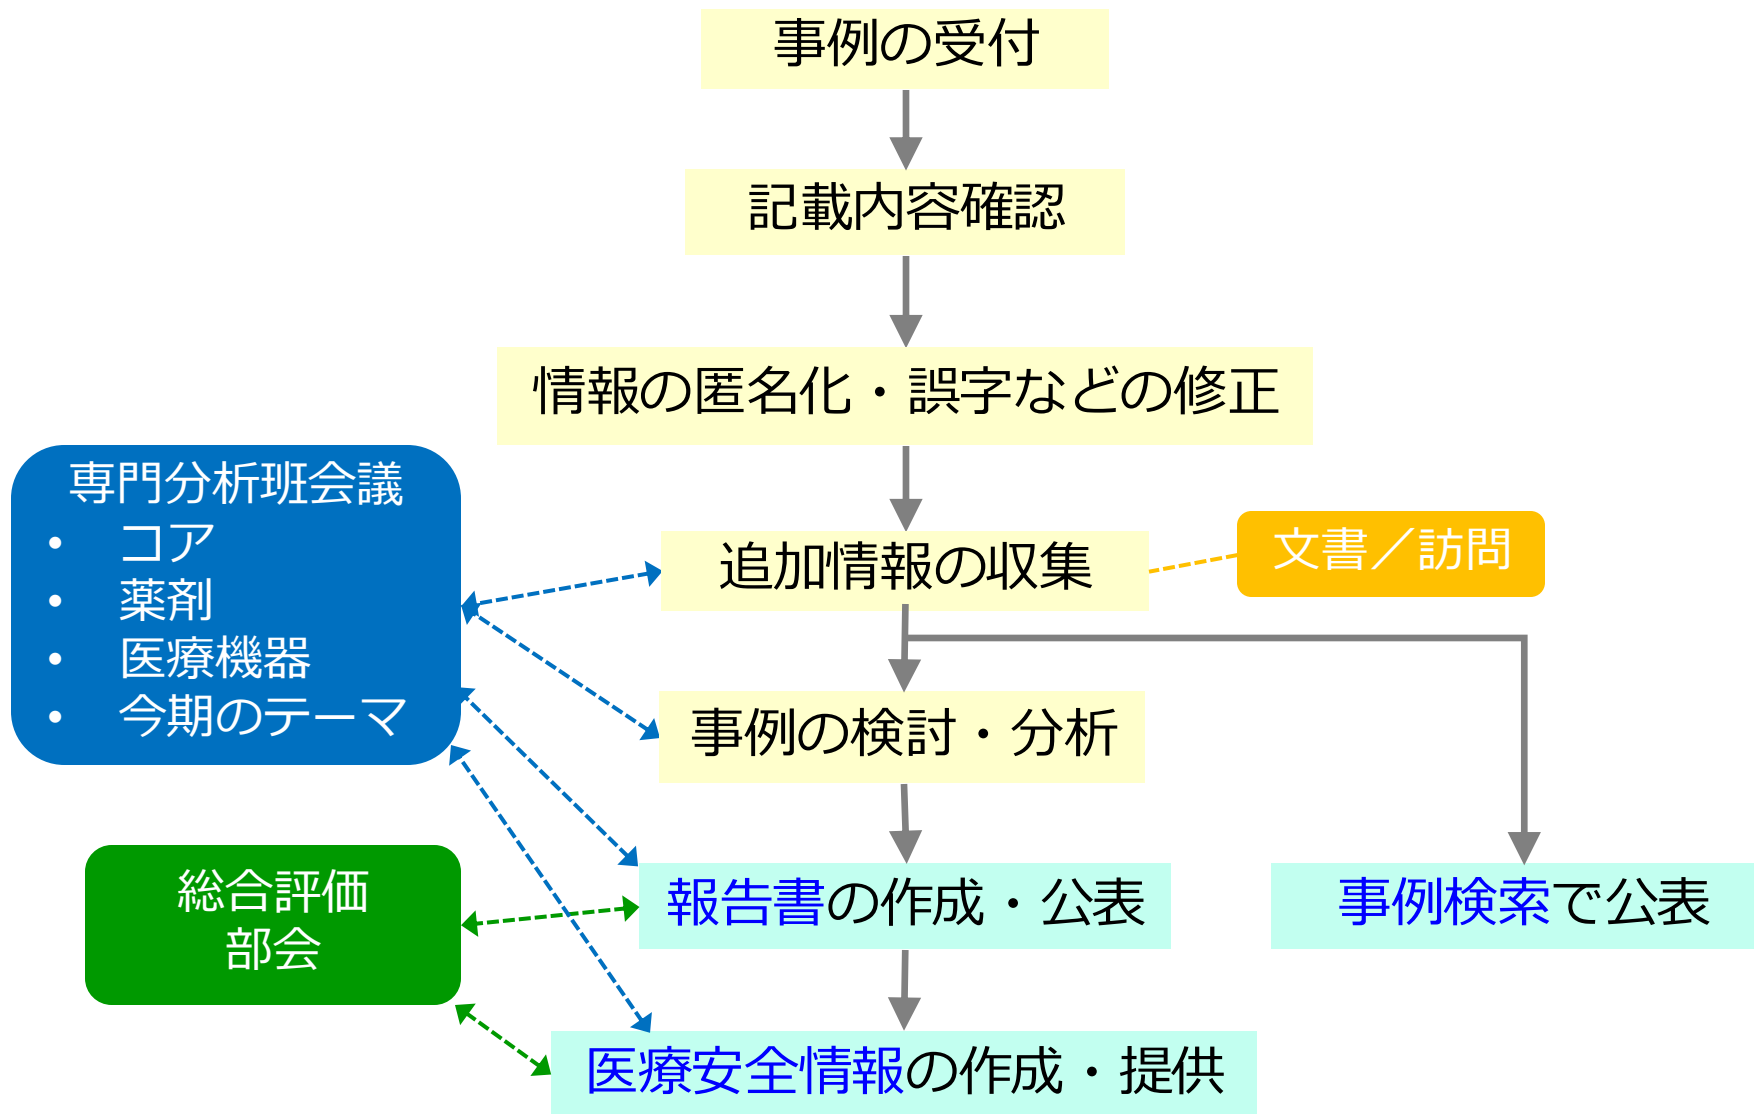 事例の受付
記載内容確認
情報の匿名化・誤字などの修正
専門分析班会議
• コア
• 薬剤
• 医療機器
• 今期のテーマ
追加情報の収集
文書／訪問
事例の検討・分析
総合評価
部会
報告書の作成・公表
事例検索で公表
医療安全情報の作成・提供